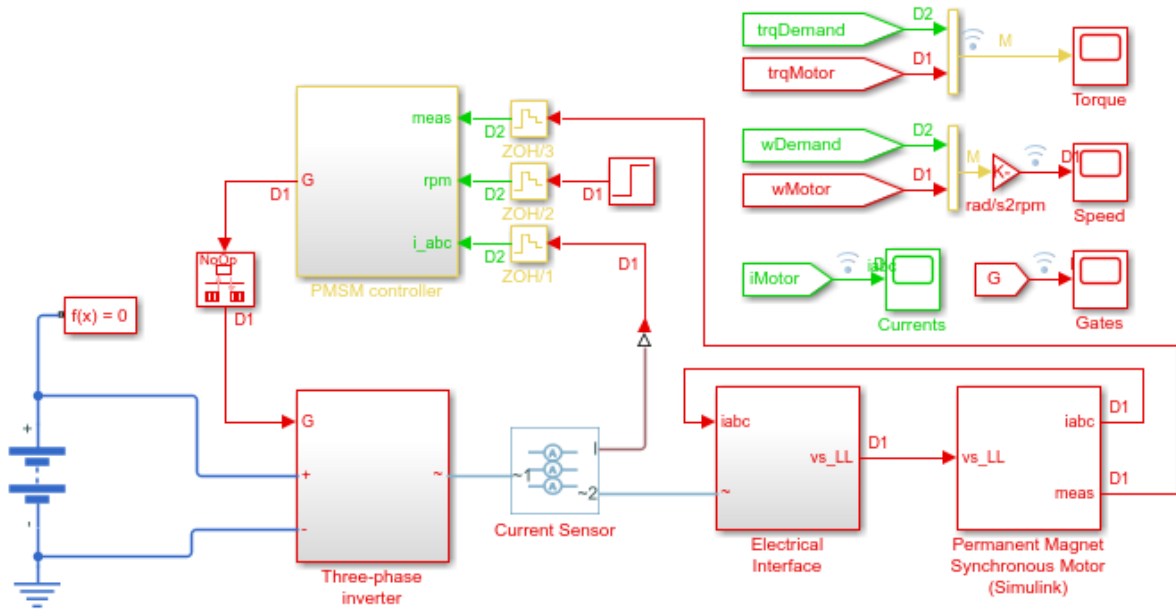 trqDemand
D2
M
trqMotor
D1
Torque
meas
D2
ZOH/3
wDemand
D2
M
K-
D1
wMotor
D1
rad/s2rpm
Speed
G
D1
rpm
D2
ZOH/2
D1
i_abc
D2
ZOH/1
D1
PMSM controller
NoOp
D1
iMotor
iabc
Currents
G
Gates
f(x) = 0
+
-
G
+
-
~
Three-phase
inverter
~1
A
A
A
I
~2
Current Sensor
iabc
~
vs_LL
D1
Electrical
Interface
vs_LL
iabc
D1
meas
D1
Permanent Magnet
Synchronous Motor
(Simulink)